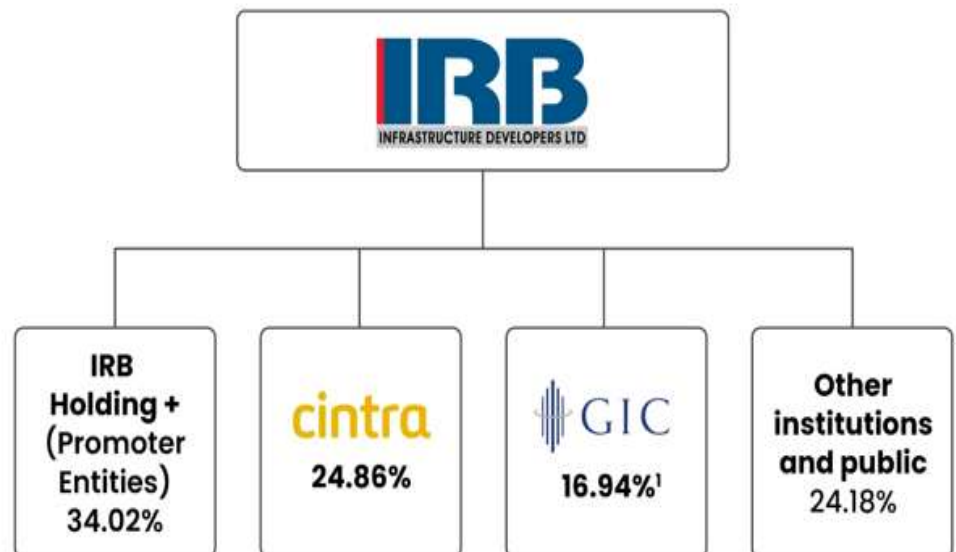 IRB
INFRASTRUCTURE DEVELOPERS LTD
IRB
Holding +
(Promoter
Entities)
34.02%
cintra
24.86%
GIC
16.94%¹
Other
institutions
and public
24.18%